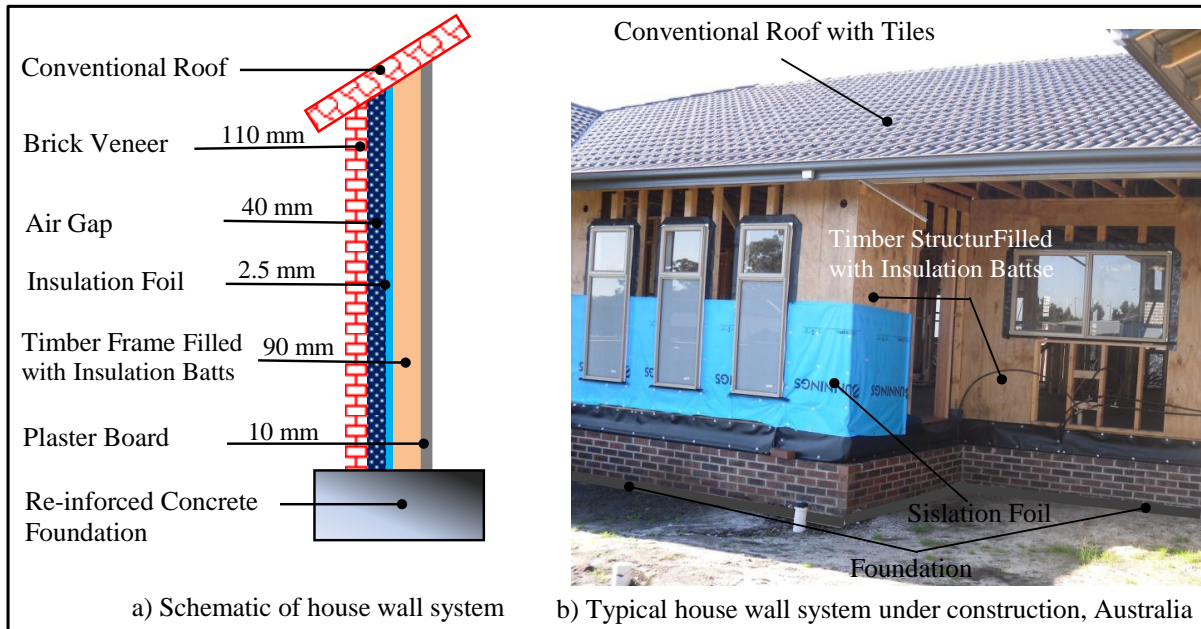 Conventional Roof
Brick Veneer 110 mm
Air Gap 40 mm
Insulation Foil 2.5 mm
Timber Frame Filled 90 mm
with Insulation Batts
Plaster Board 10 mm
Re-inforced Concrete
Foundation
a) Schematic of house wall system
Conventional Roof with Tiles
Timber StructurFilled
with Insulation Battse
Sislation Foil
Foundation
b) Typical house wall system under construction, Australia